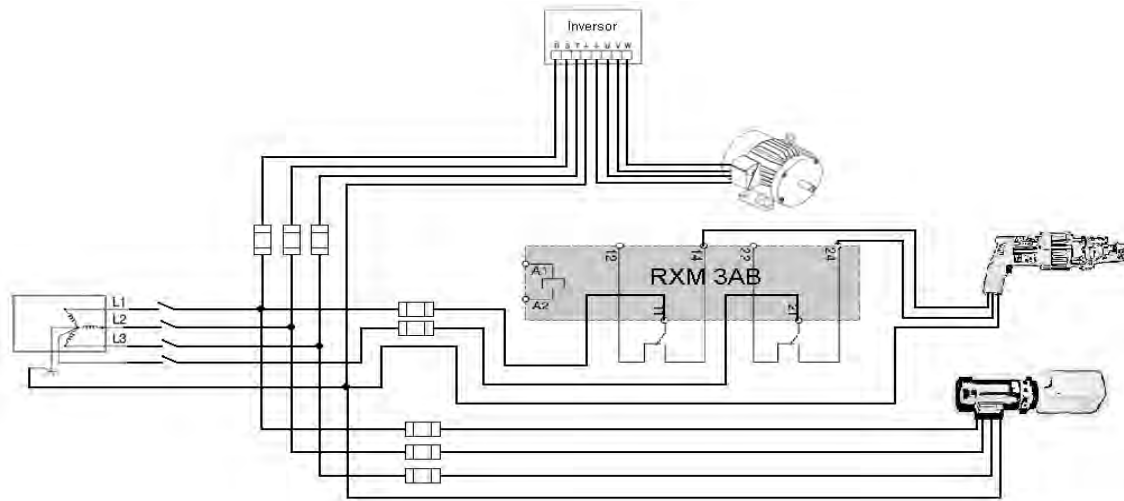 Inversor
R S T U V W
12 14 22 24
A1
RXM 3AB
A2
11 21
L1
L2
L3